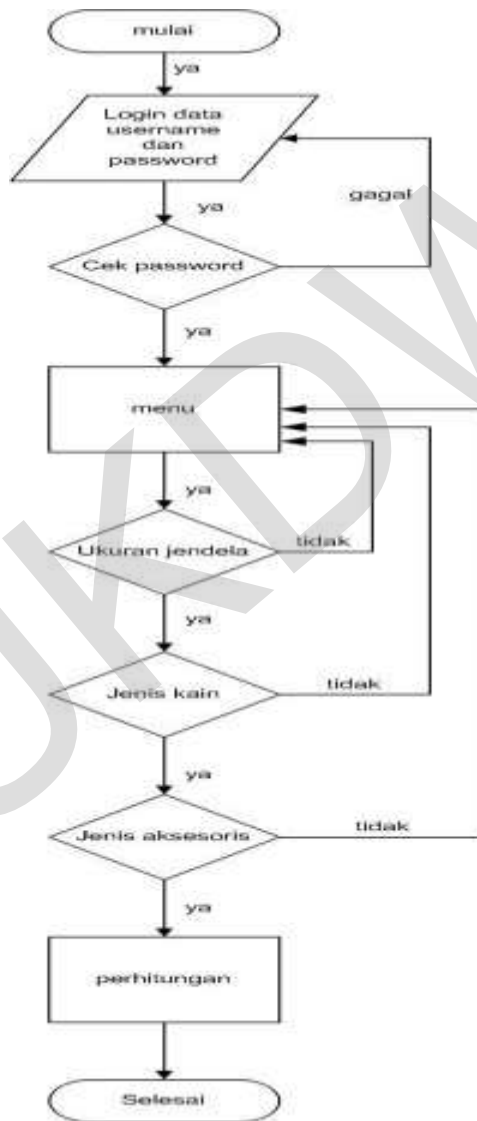 mulai
ya
Login data
username
dan
password
gagal
ya
Cek password
ya
menu
ya
Ukuran jendela
tidak
ya
Jenis kain
tidak
ya
Jenis aksesoris
tidak
ya
perhitungan
Selesai
UKDW